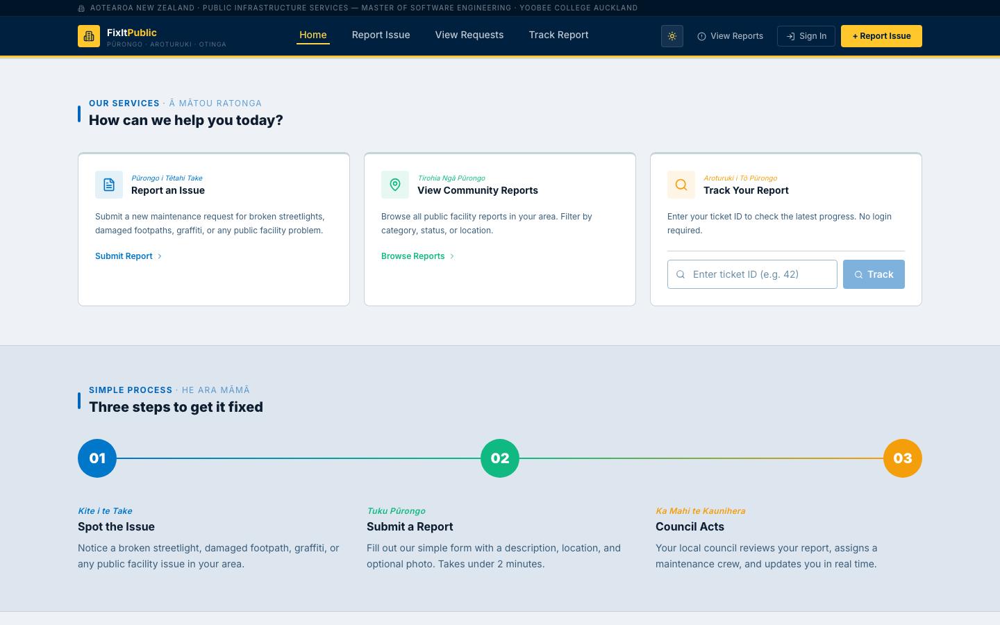 AOTEAROA NEW ZEALAND · PUBLIC INFRASTRUCTURE SERVICES — MASTER OF SOFTWARE ENGINEERING · YOOBEE COLLEGE AUCKLAND
FixItPublic
PŪRONGO · AROTURUKI · OTINGA
Home
Report Issue
View Requests
Track Report
View Reports
Sign In
+ Report Issue
OUR SERVICES · Ā MĀTOU RATONGA
How can we help you today?
Pūrongo i Tētahi Take
Report an Issue
Submit a new maintenance request for broken streetlights,
damaged footpaths, graffiti, or any public facility problem.
Submit Report
Tirohia Ngā Pūrongo
View Community Reports
Browse all public facility reports in your area. Filter by
category, status, or location.
Browse Reports
Aroturuki i Tō Pūrongo
Track Your Report
Enter your ticket ID to check the latest progress. No login
required.
Enter ticket ID (e.g. 42)
Track
SIMPLE PROCESS · HE ARA MĀMĀ
Three steps to get it fixed
01
02
03
Kite i te Take
Spot the Issue
Notice a broken streetlight, damaged footpath, graffiti, or
any public facility issue in your area.
Tuku Pūrongo
Submit a Report
Fill out our simple form with a description, location, and
optional photo. Takes under 2 minutes.
Ka Mahi te Kaunihera
Council Acts
Your local council reviews your report, assigns a
maintenance crew, and updates you in real time.